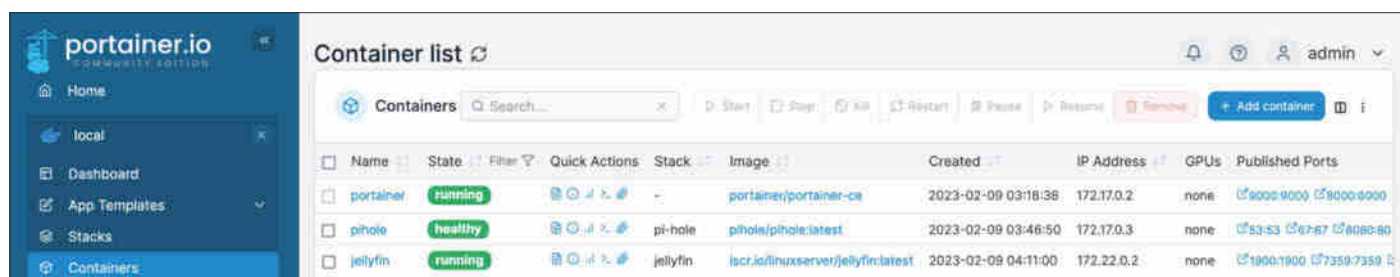 portainer.io
COMMUNITY EDITION
Home
local
Dashboard
App Templates
Stacks
Containers
Container list
admin
Containers Search... Start Stop Kill Restart Pause Resume Remove + Add container
Name State Filter Quick Actions Stack Image Created IP Address GPUs Published Ports
portainer running - portainer/portainer-ce 2023-02-09 03:18:38 172.17.0.2 none 9000:9000 8000:8000
pihole healthy pi-hole pihole/pihole:latest 2023-02-09 03:46:50 172.17.0.3 none 53:53 67:67 8080:80
jellyfin running jellyfin lscr.io/linuxserver/jellyfin:latest 2023-02-09 04:11:00 172.22.0.2 none 1900:1900 7359:7359